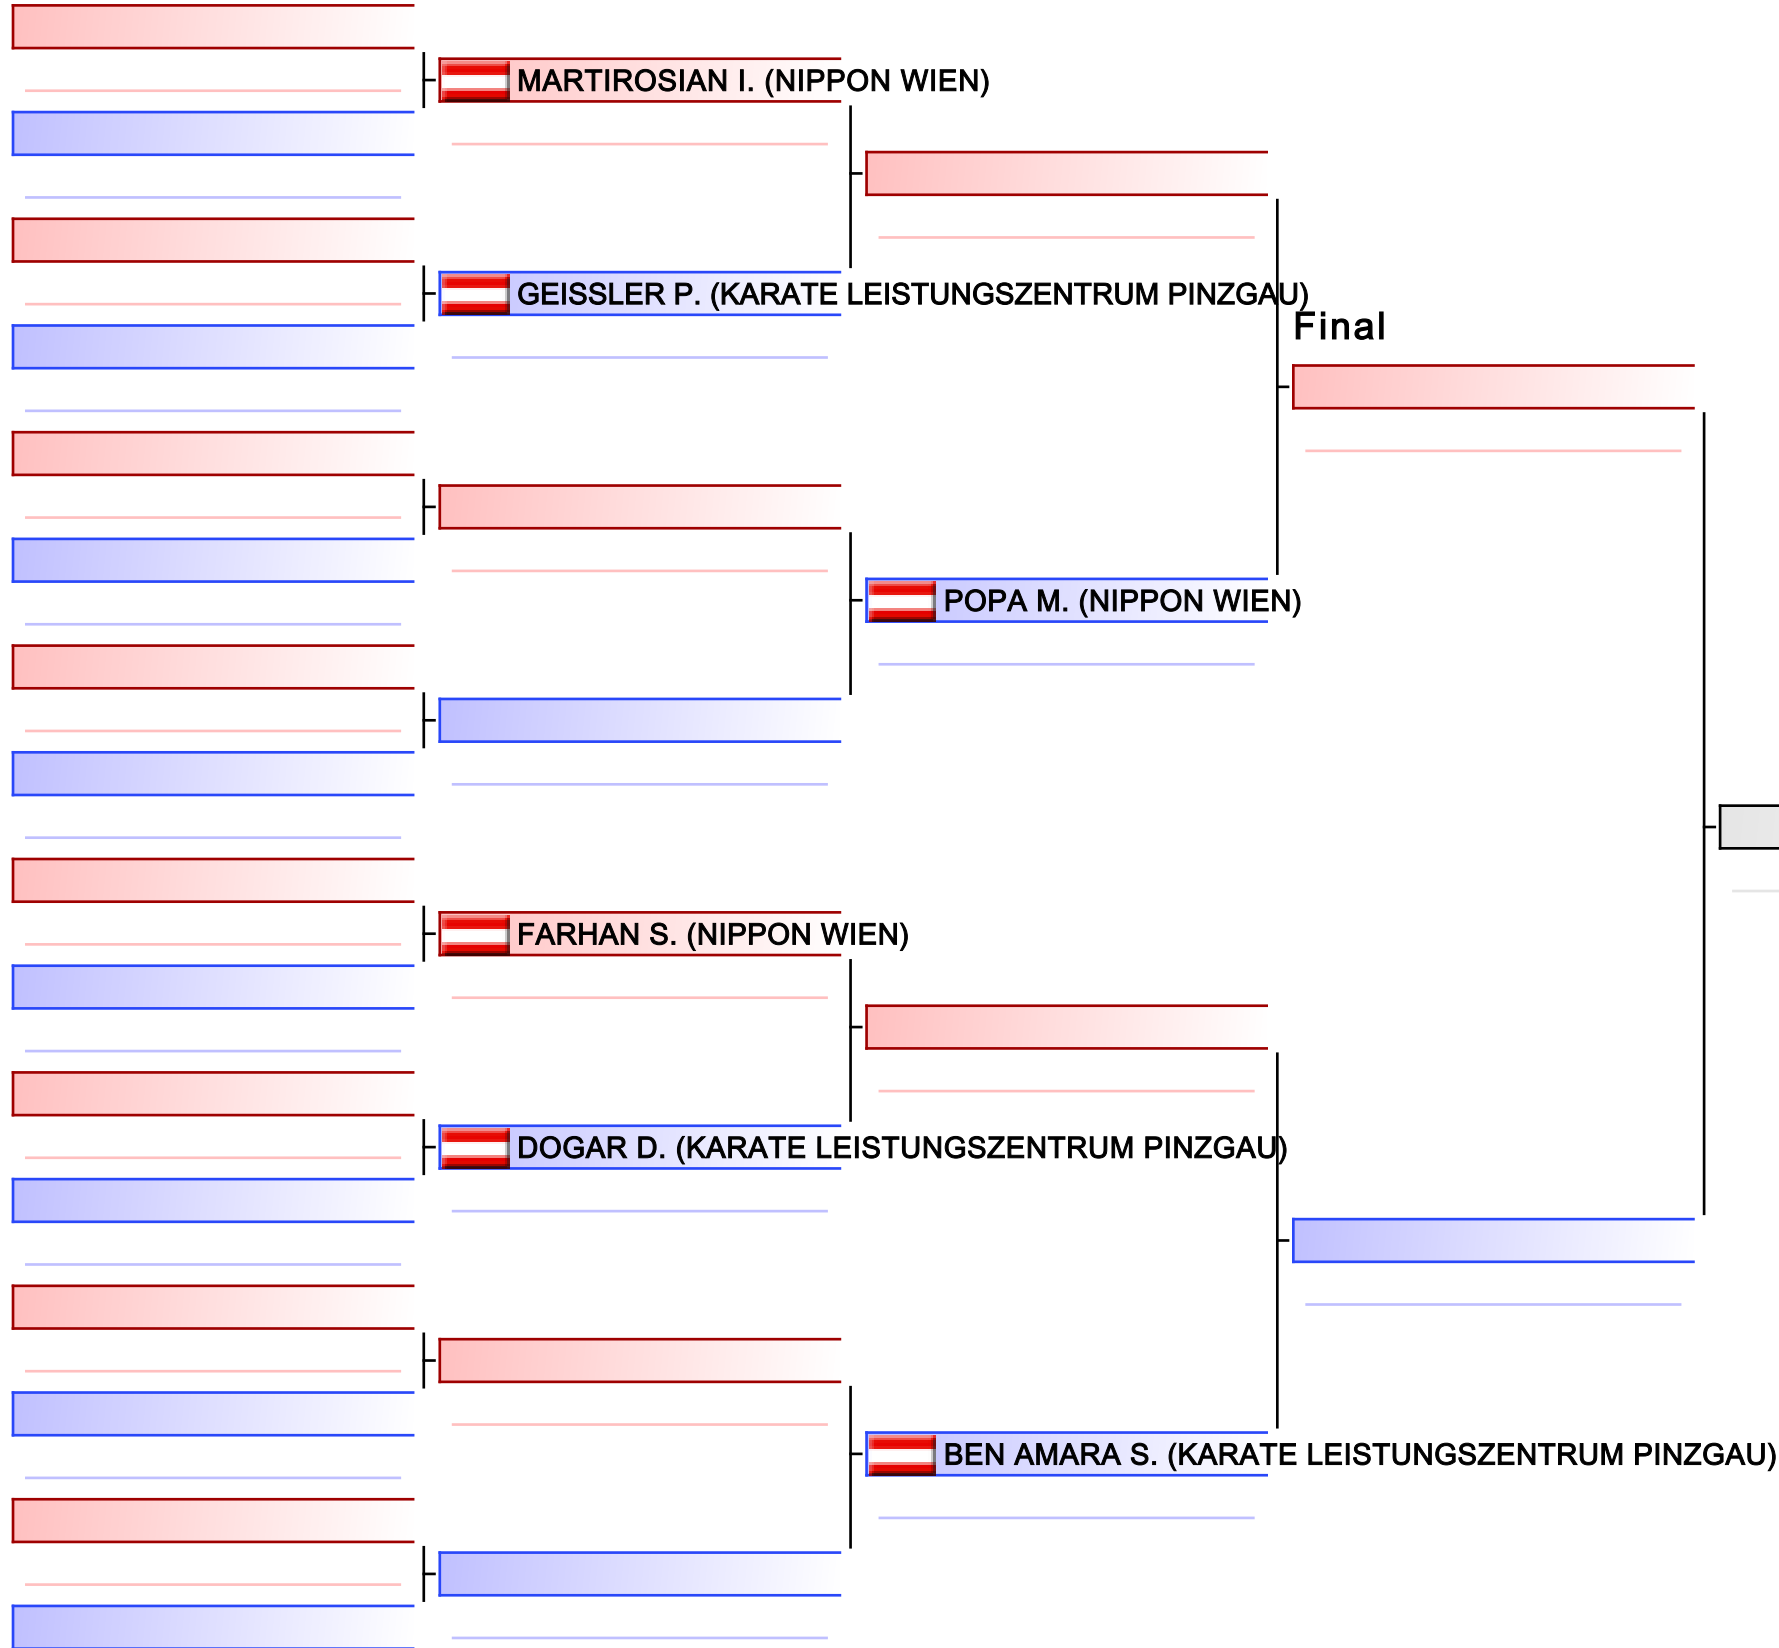 MARTIROSIAN I. (NIPPON WIEN)
GEISSLER P. (KARATE LEISTUNGSZENTRUM PINZGAU)
Final
POPA M. (NIPPON WIEN)
FARHAN S. (NIPPON WIEN)
DOGAR D. (KARATE LEISTUNGSZENTRUM PINZGAU)
BEN AMARA S. (KARATE LEISTUNGSZENTRUM PINZGAU)